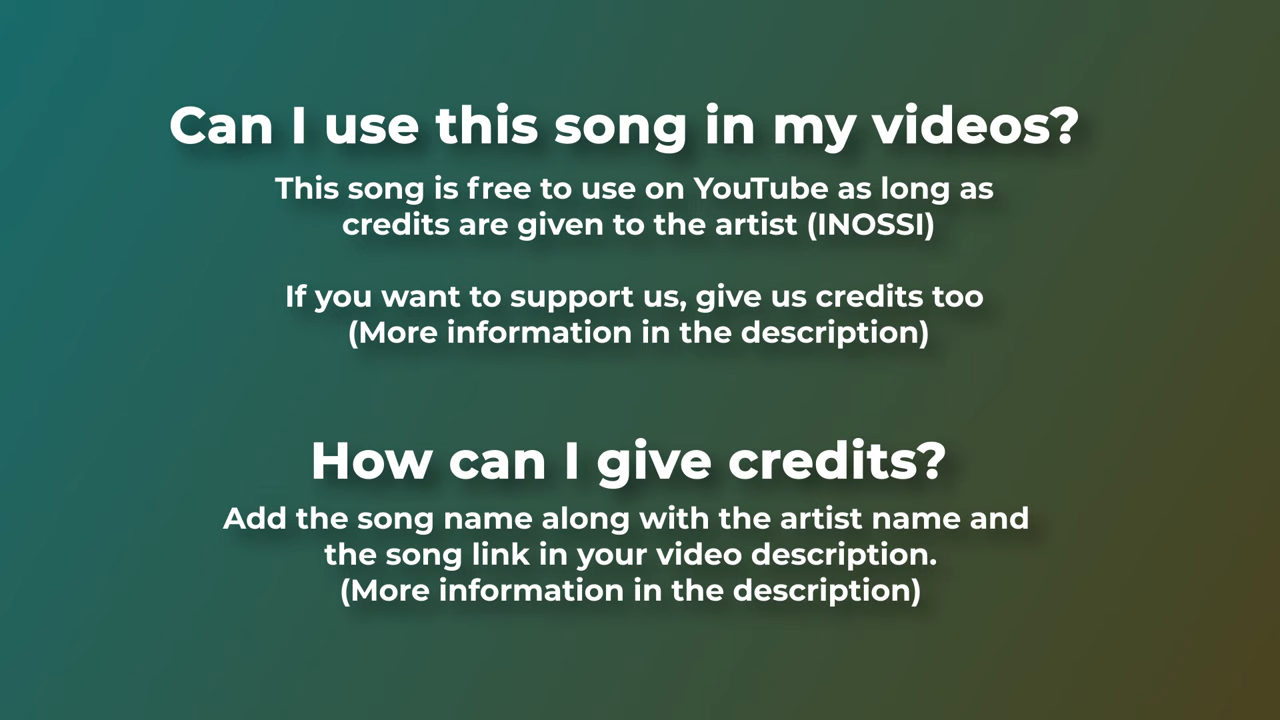 Can I use this song in my videos?
This song is free to use on YouTube as long as
credits are given to the artist (INOSSI)
If you want to support us, give us credits too
(More information in the description)
How can I give credits?
Add the song name along with the artist name and
the song link in your video description.
(More information in the description)